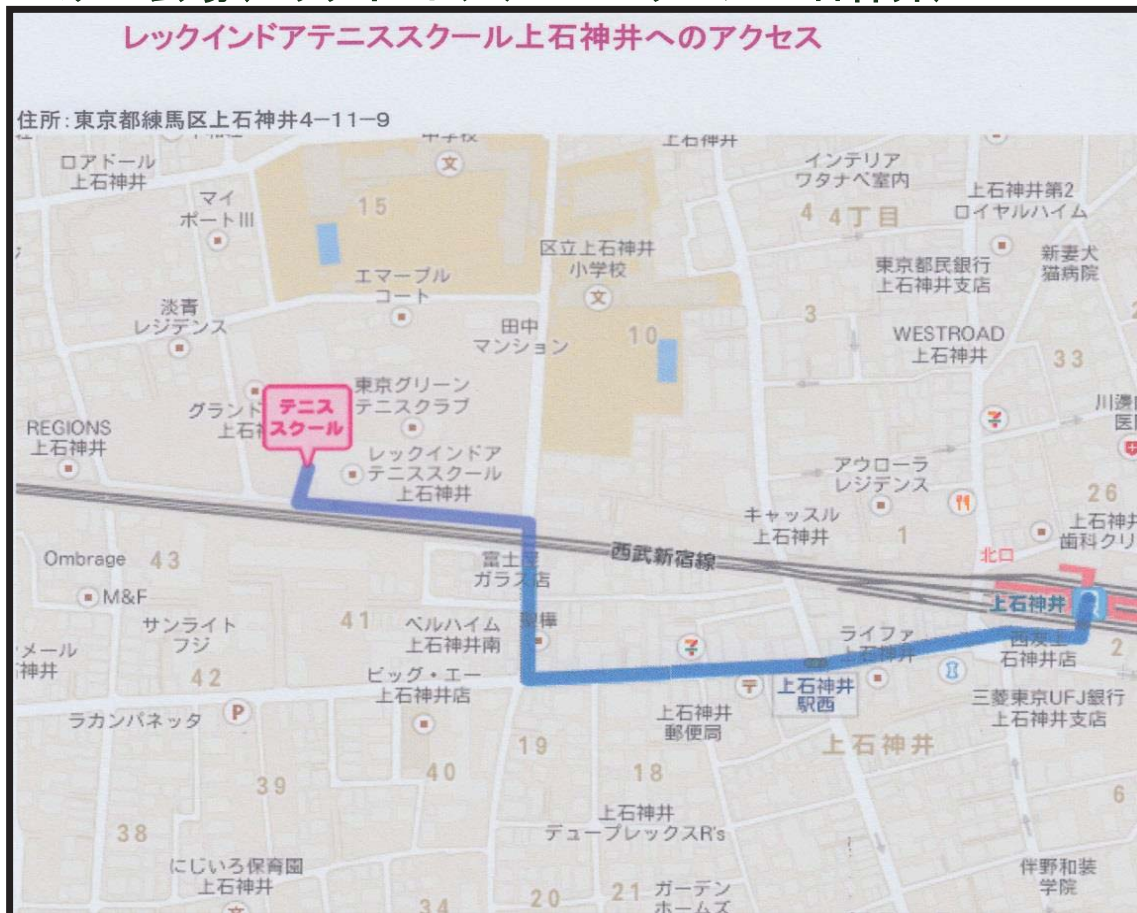 レックインドアテニススクール上石神井へのアクセス
住所:東京都練馬区上石神井4-11-9
中学校
上石神井
ロアドール
上石神井
マイ
ポートIII
15
インテリア
ワタナベ室内
4 4丁目
上石神井第2
ロイヤルハイム
区立上石神井
小学校
東京都民銀行
上石神井支店
新妻犬
猫病院
エマーブル
コート
淡青
レジデンス
田中
マンション
10
3
WESTROAD
上石神井
33
東京グリーン
テニスクラブ
テニス
スクール
グランド
REGIONS
上石神井
レックインドア
テニススクール
上石神井
アウローラ
レジデンス
26
キャッスル
上石神井
1
上石神井
歯科クリ
北口
西武新宿線
Ombrage
43
M&F
ガラス店
上石神井
サンライト
フジ
41
ベルハイム
上石神井南
ライファ
上石神井
石神井店
2
42
ビッグ・エー
上石神井店
上石神井
駅西
三菱東京UFJ銀行
上石神井支店
ラカンパネッタ
P
上石神井
郵便局
上石神井
19
40
18
39
6
38
上石神井
デュープレックスR's
にじいろ保育園
上石神井
34
20
21
ガーデン
ホームズ
伴野和装
学院